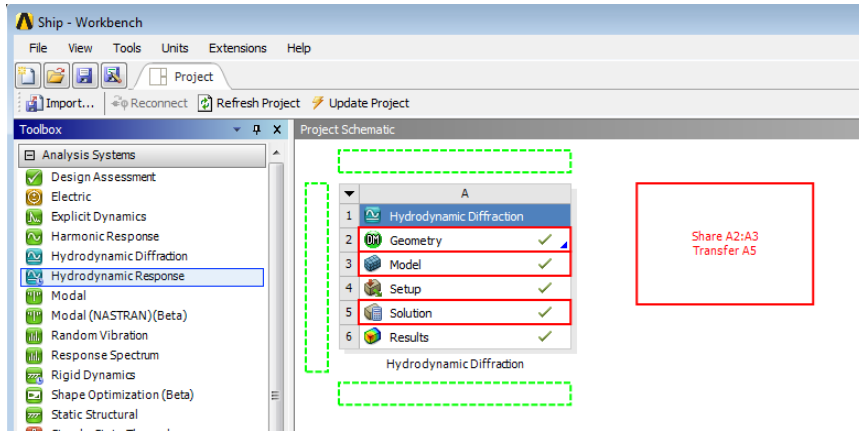 Ship - Workbench
File View Tools Units Extensions Help
Project
Import... Reconnect Refresh Project Update Project
Toolbox
Project Schematic
Analysis Systems
Design Assessment
Electric
Explicit Dynamics
Harmonic Response
Hydrodynamic Diffraction
Hydrodynamic Response
Modal
Modal (NASTRAN)(Beta)
Random Vibration
Response Spectrum
Rigid Dynamics
Shape Optimization (Beta)
Static Structural
A
1 Hydrodynamic Diffraction
2 DM Geometry
3 Model
4 Setup
5 Solution
6 Results
Hydrodynamic Diffraction
Share A2:A3
Transfer A5